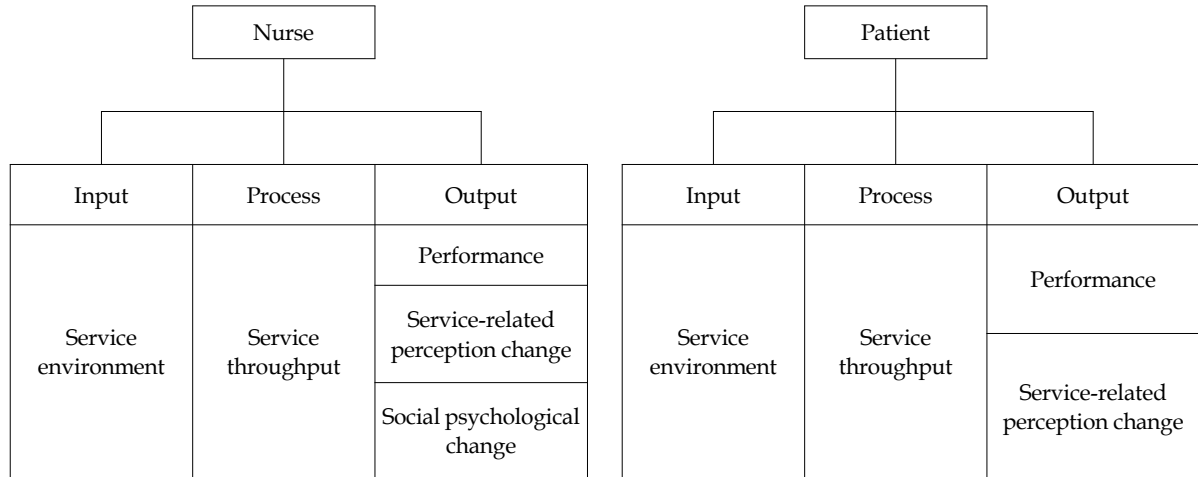 Nurse
Input
Process
Output
Service
environment
Service
throughput
Performance
Service-related
perception change
Social psychological
change
Patient
Input
Process
Output
Service
environment
Service
throughput
Performance
Service-related
perception change